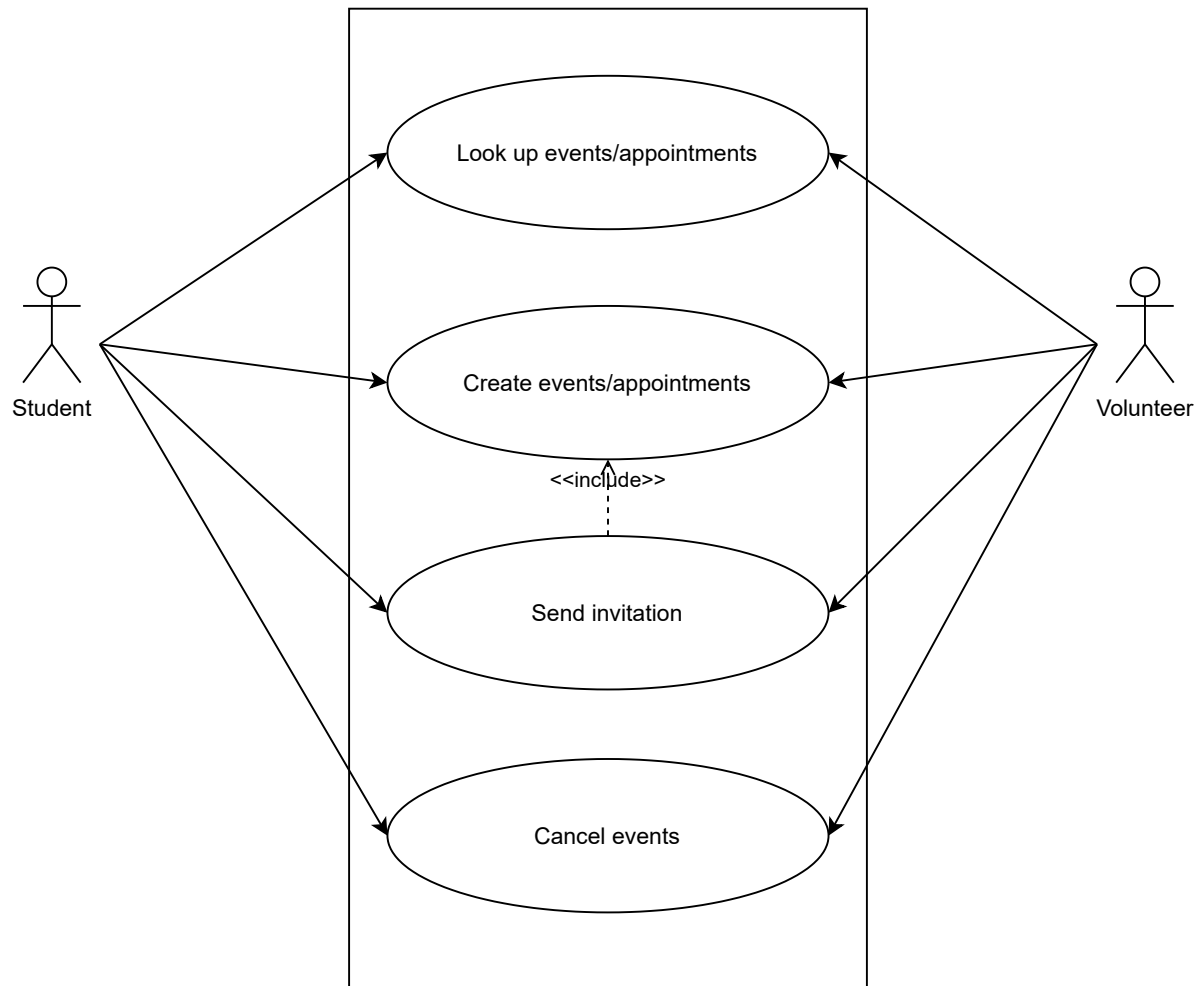 Look up events/appointments
Create events/appointments
Student
Volunteer
<<include>>
Send invitation
Cancel events